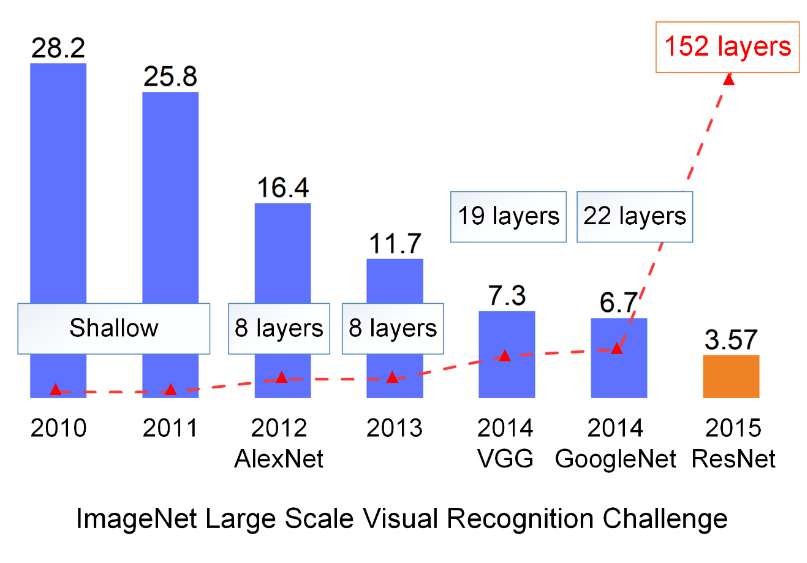 28.2
25.8
16.4
11.7
7.3
6.7
3.57
152 layers
19 layers
22 layers
Shallow
8 layers
8 layers
2010
2011
2012
AlexNet
2013
2014
VGG
2014
GoogleNet
2015
ResNet
ImageNet Large Scale Visual Recognition Challenge